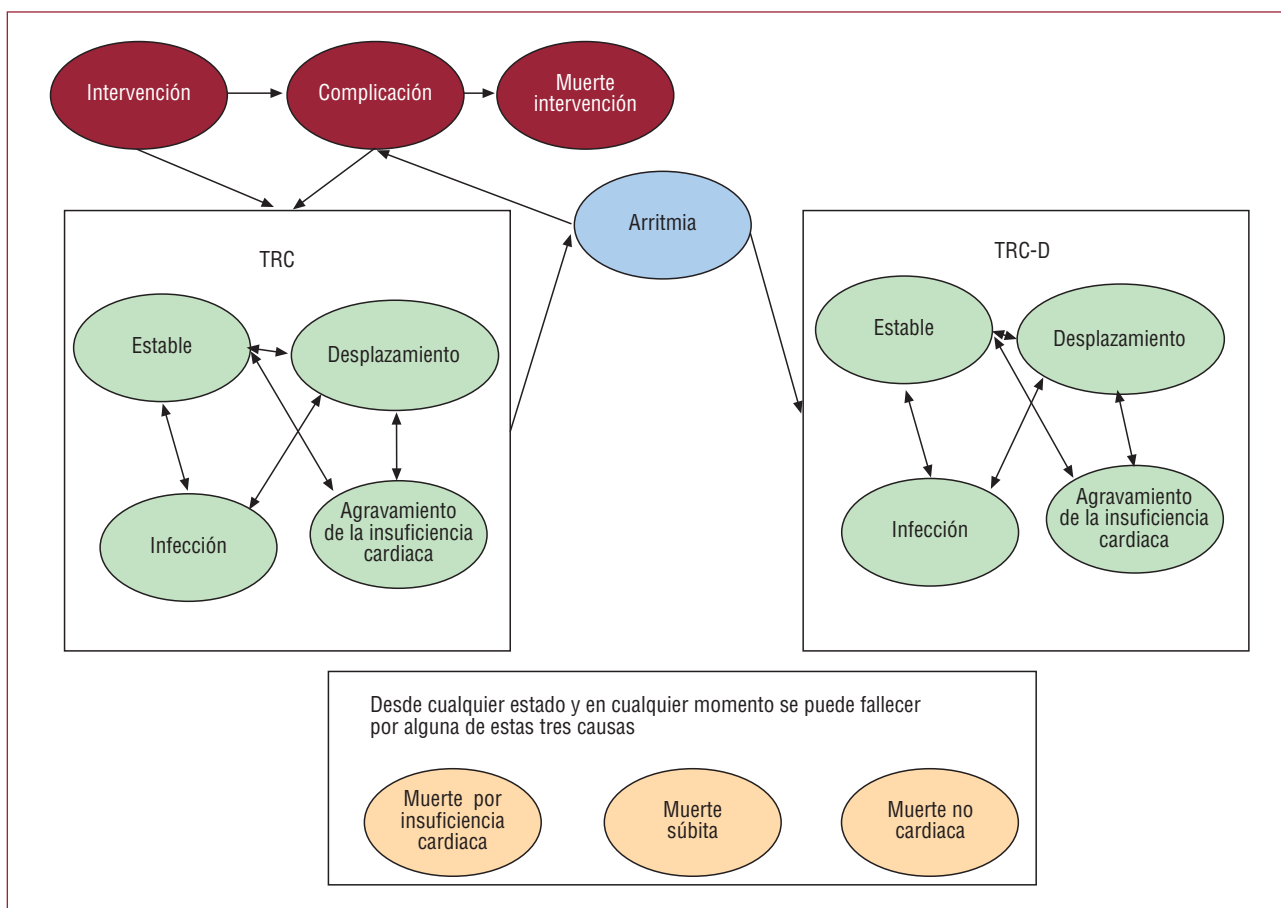 Intervención
Complicación
Muerte
intervención
Arritmia
TRC
Estable
Desplazamiento
Infección
Agravamiento
de la insuficiencia
cardiaca
TRC-D
Estable
Desplazamiento
Infección
Agravamiento
de la insuficiencia
cardiaca
Desde cualquier estado y en cualquier momento se puede fallecer
por alguna de estas tres causas
Muerte por
insuficiencia
cardiaca
Muerte
súbita
Muerte no
cardiaca